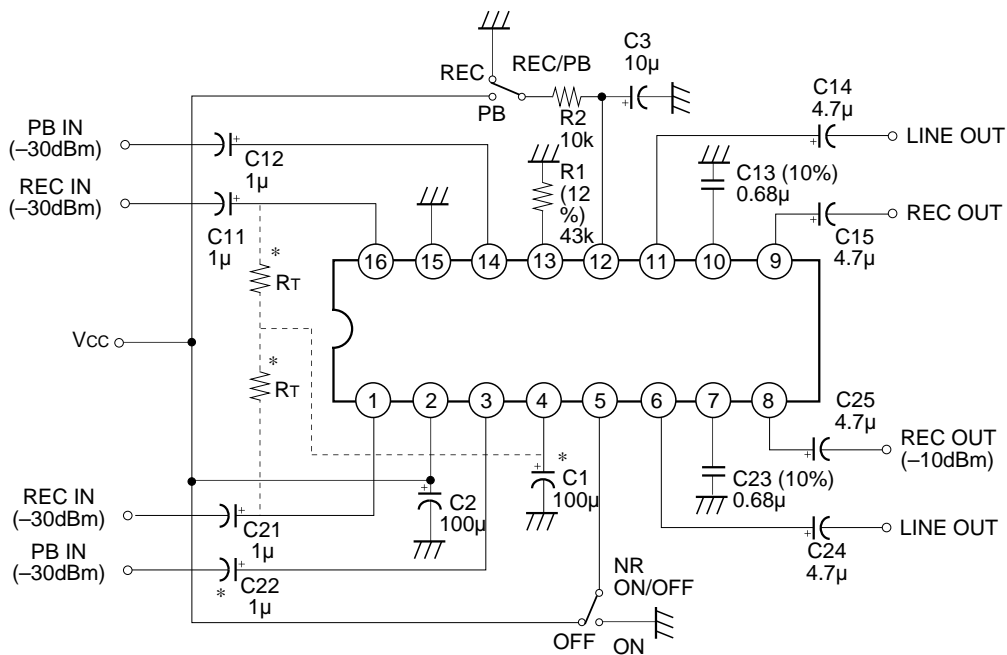 REC
REC/PB
PB
C3
10μ
R2
10k
C14
4.7μ
LINE OUT
PB IN
(–30dBm)
C12
1μ
REC IN
(–30dBm)
C11
1μ
R1
(12
%)
43k
C13 (10%)
0.68μ
REC OUT
C15
4.7μ
+
+
+
+
+
16
15
14
13
12
11
10
9
*
RT
VCC
*
RT
1
2
3
4
5
6
7
8
C25
4.7μ
REC OUT
(–10dBm)
REC IN
(–30dBm)
C21
1μ
C2
100μ
*
C1
100μ
C23 (10%)
0.68μ
LINE OUT
C24
4.7μ
PB IN
(–30dBm)
C22
1μ
*
+
+
+
+
+
+
NR
ON/OFF
OFF
ON